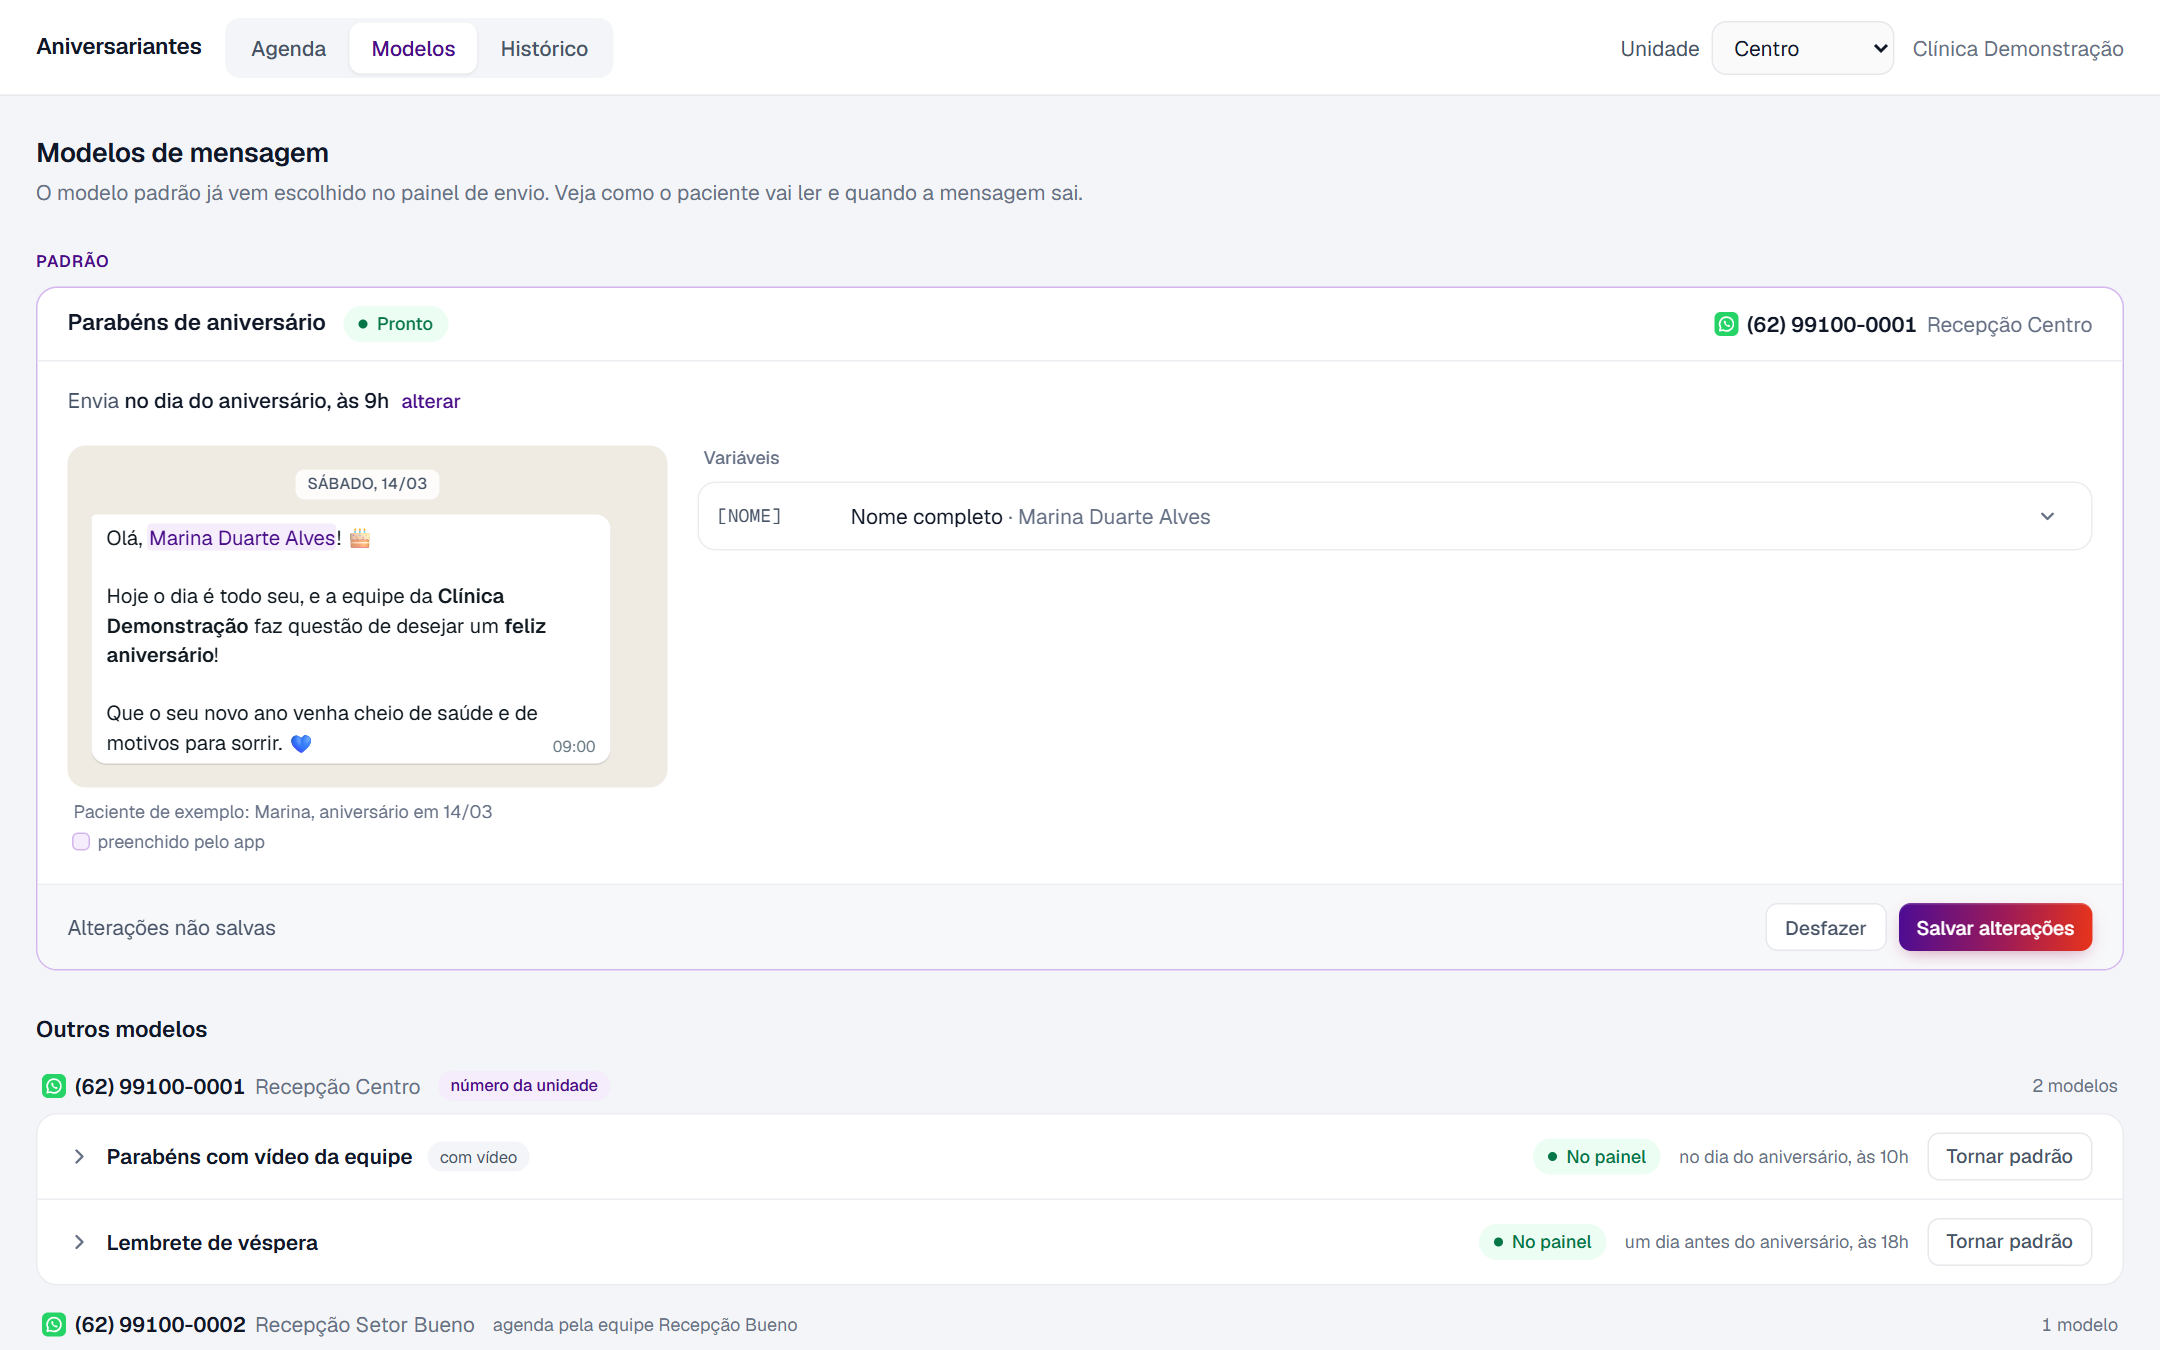 Aniversariantes
Agenda
Modelos
Histórico
Unidade
Centro
Clínica Demonstração
Modelos de mensagem
O modelo padrão já vem escolhido no painel de envio. Veja como o paciente vai ler e quando a mensagem sai.
PADRÃO
Parabéns de aniversário
Pronto
(62) 99100-0001 Recepção Centro
Envia no dia do aniversário, às 9h alterar
SÁBADO, 14/03
Olá, Marina Duarte Alves! 🎂
Hoje o dia é todo seu, e a equipe da Clínica
Demonstração faz questão de desejar um feliz
aniversário!
Que o seu novo ano venha cheio de saúde e de
motivos para sorrir. 💙
09:00
Paciente de exemplo: Marina, aniversário em 14/03
preenchido pelo app
Variáveis
[NOME]
Nome completo · Marina Duarte Alves
Alterações não salvas
Desfazer
Salvar alterações
Outros modelos
(62) 99100-0001 Recepção Centro
número da unidade
2 modelos
Parabéns com vídeo da equipe
com vídeo
No painel
no dia do aniversário, às 10h
Tornar padrão
Lembrete de véspera
No painel
um dia antes do aniversário, às 18h
Tornar padrão
(62) 99100-0002 Recepção Setor Bueno
agenda pela equipe Recepção Bueno
1 modelo